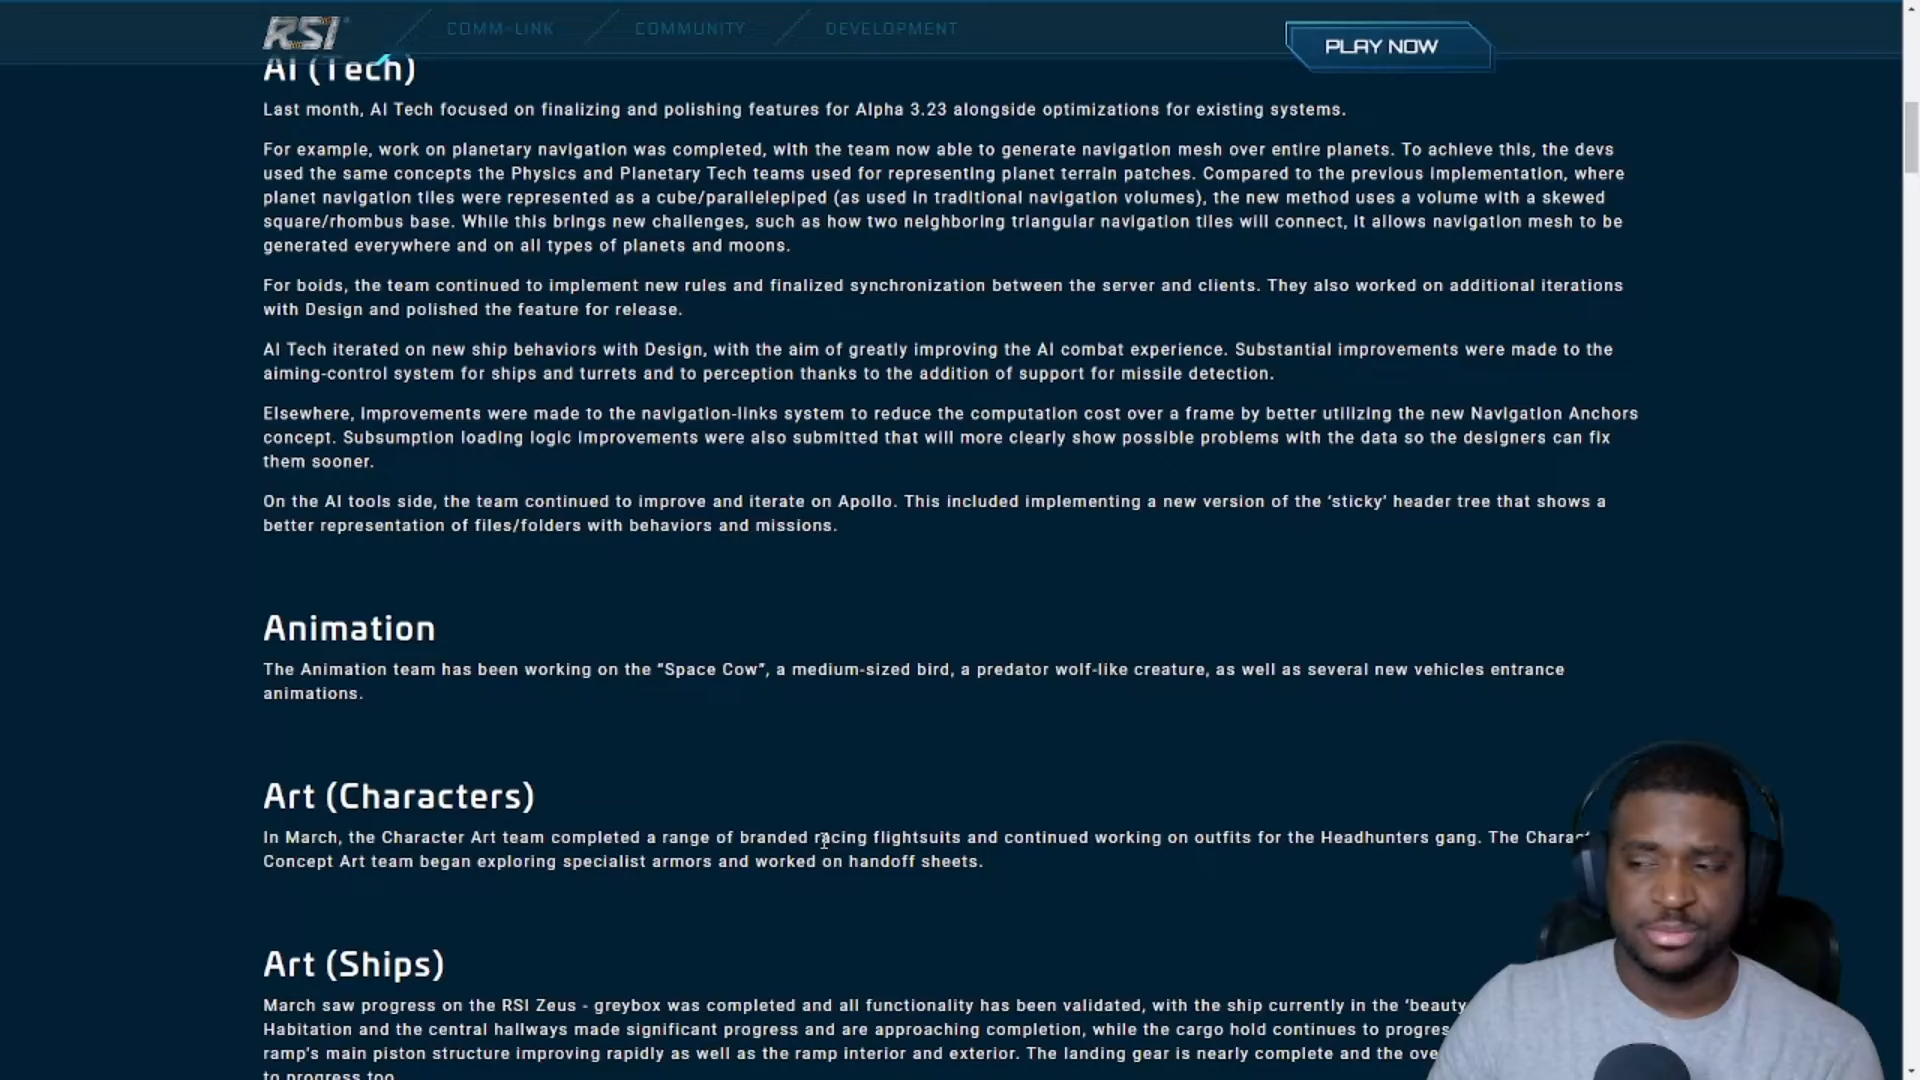 RSI
COMM-LINK
COMMUNITY
DEVELOPMENT
PLAY NOW
AI (Tech)
Last month, AI Tech focused on finalizing and polishing features for Alpha 3.23 alongside optimizations for existing systems.
For example, work on planetary navigation was completed, with the team now able to generate navigation mesh over entire planets. To achieve this, the devs
used the same concepts the Physics and Planetary Tech teams used for representing planet terrain patches. Compared to the previous implementation, where
planet navigation tiles were represented as a cube/parallelepiped (as used in traditional navigation volumes), the new method uses a volume with a skewed
square/rhombus base. While this brings new challenges, such as how two neighboring triangular navigation tiles will connect, it allows navigation mesh to be
generated everywhere and on all types of planets and moons.
For boids, the team continued to implement new rules and finalized synchronization between the server and clients. They also worked on additional iterations
with Design and polished the feature for release.
AI Tech iterated on new ship behaviors with Design, with the aim of greatly improving the AI combat experience. Substantial improvements were made to the
aiming-control system for ships and turrets and to perception thanks to the addition of support for missile detection.
Elsewhere, improvements were made to the navigation-links system to reduce the computation cost over a frame by better utilizing the new Navigation Anchors
concept. Subsumption loading logic improvements were also submitted that will more clearly show possible problems with the data so the designers can fix
them sooner.
On the AI tools side, the team continued to improve and iterate on Apollo. This included implementing a new version of the ‘sticky’ header tree that shows a
better representation of files/folders with behaviors and missions.
Animation
The Animation team has been working on the “Space Cow”, a medium-sized bird, a predator wolf-like creature, as well as several new vehicles entrance
animations.
Art (Characters)
In March, the Character Art team completed a range of branded racing flightsuits and continued working on outfits for the Headhunters gang. The
Concept Art team began exploring specialist armors and worked on handoff sheets.
Art (Ships)
March saw progress on the RSI Zeus - greybox was completed and all functionality has been validated, with the ship currently in the ‘beauty
Habitation and the central hallways made significant progress and are approaching completion, while the cargo hold continues to
ramp's main piston structure improving rapidly as well as the ramp interior and exterior. The landing gear is nearly complete and the
to progress too